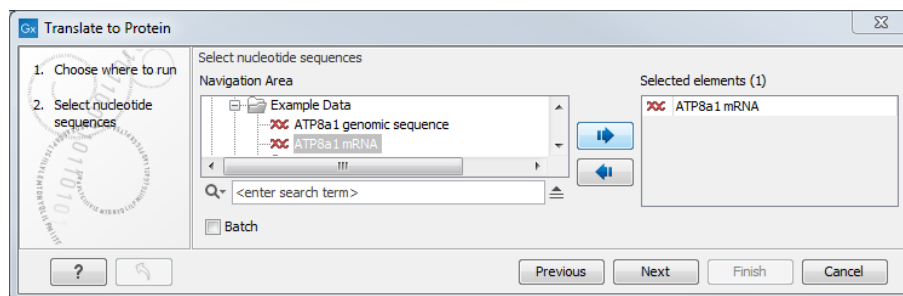 Gx Translate to Protein
1. Choose where to run
2. Select nucleotide
sequences
Select nucleotide sequences
Navigation Area
Example Data
ATP8a1 genomic sequence
ATP8a1 mRNA
<enter search term>
Batch
Selected elements (1)
ATP8a1 mRNA
?
Previous
Next
Finish
Cancel